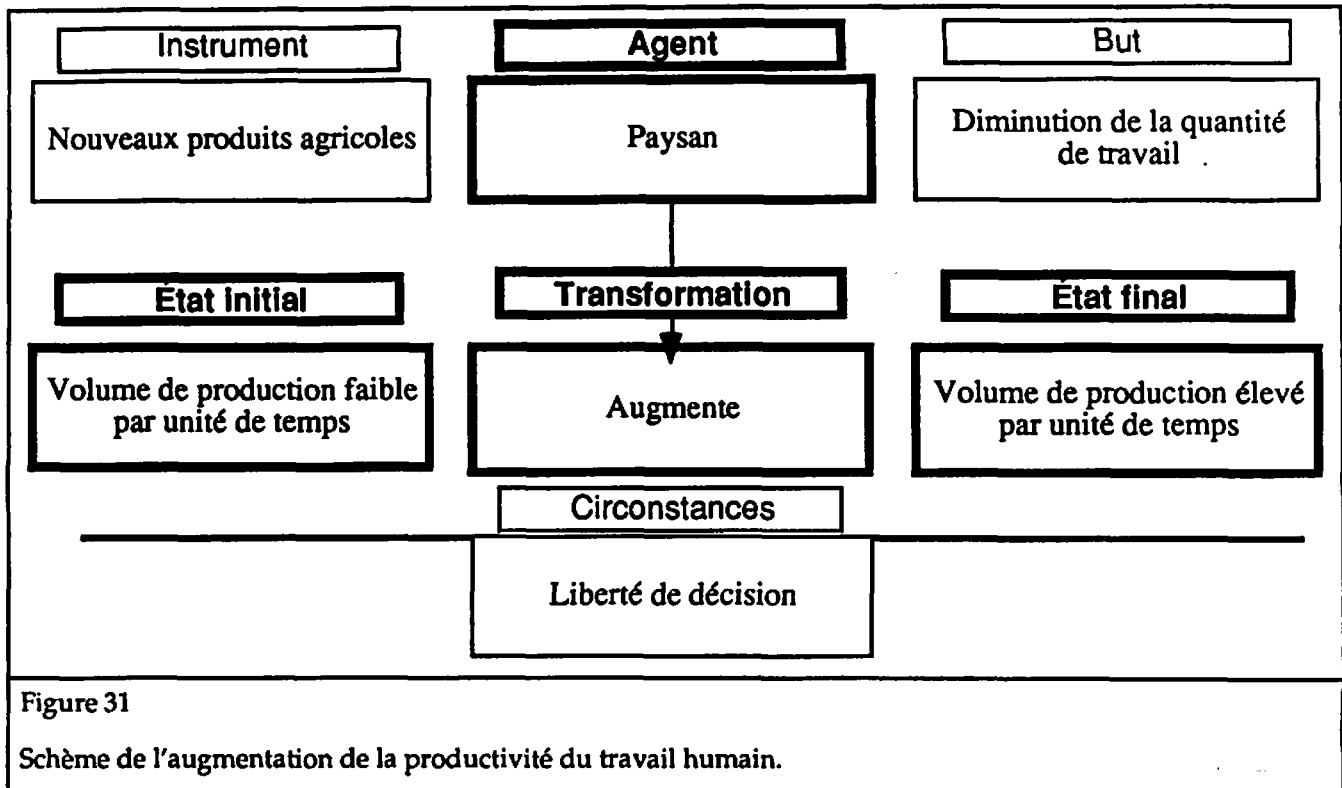 Instrument
Agent
But
Nouveaux produits agricoles
Paysan
Diminution de la quantité
de travail
État initial
Transformation
État final
Volume de production faible
par unité de temps
Augmente
Volume de production élevé
par unité de temps
Circonstances
Liberté de décision
Figure 31
Schème de l'augmentation de la productivité du travail humain.